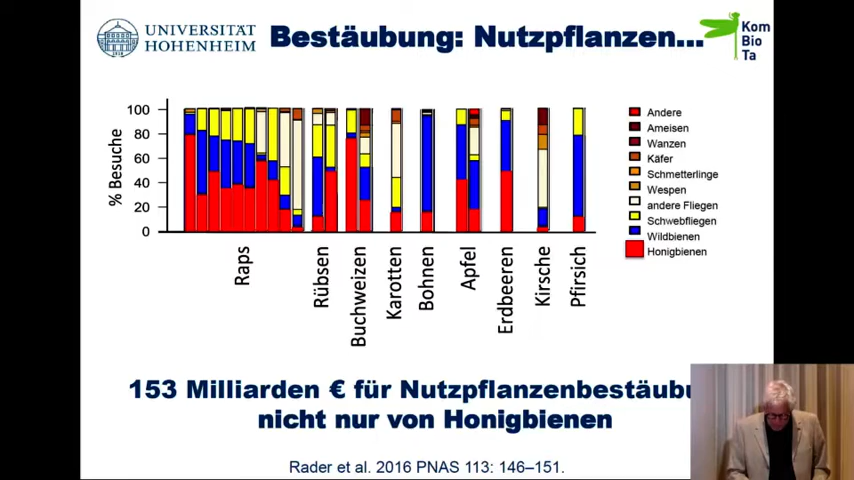 UNIVERSITÄT
HOHENHEIM
Bestäubung: Nutzpflanzen...
Kom
Bio
Ta
100
80
60
40
20
0
% Besuche
Raps
Rübsen
Buchweizen
Karotten
Bohnen
Apfel
Erdbeeren
Kirsche
Pfirsich
Andere
Ameisen
Wanzen
Käfer
Schmetterlinge
Wespen
andere Fliegen
Schwebfliegen
Wildbienen
Honigbienen
153 Milliarden € für Nutzpflanzenbestäubu
nicht nur von Honigbienen
Rader et al. 2016 PNAS 113: 146–151.